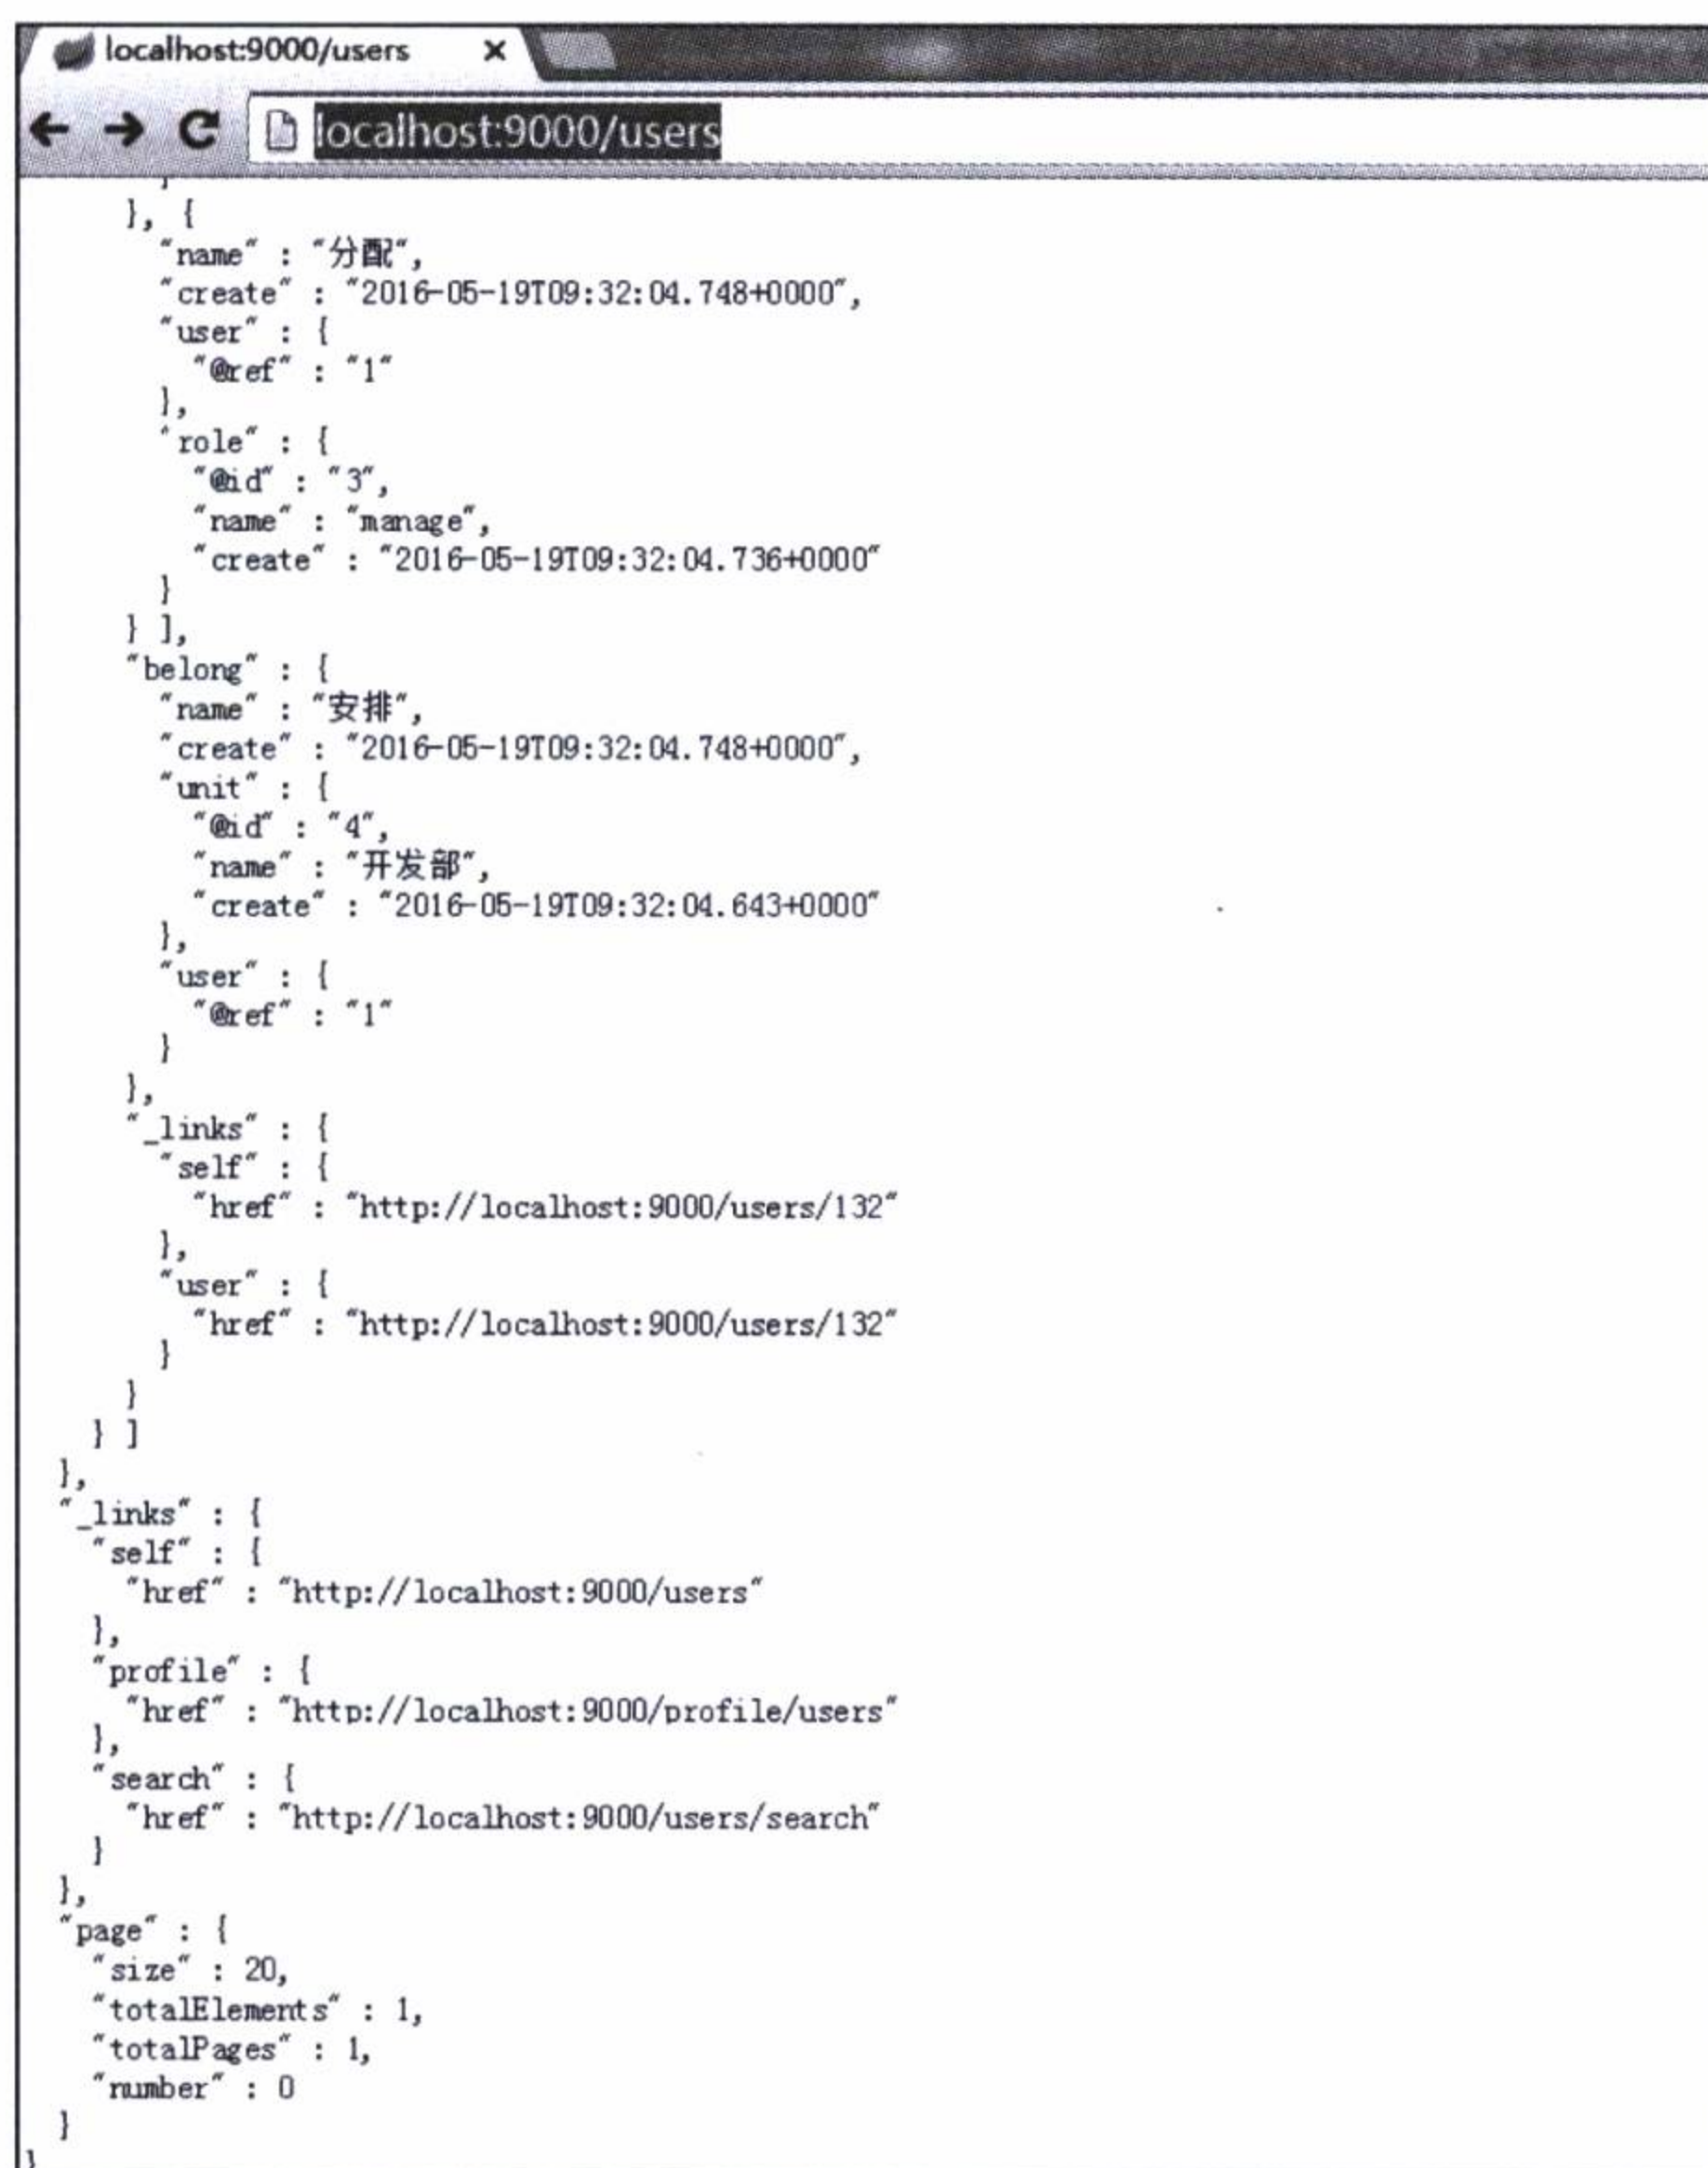 localhost:9000/users
localhost:9000/users
}, {
"name" : "分配",
"create" : "2016-05-19T09:32:04.748+0000",
"user" : {
"@ref" : "1"
},
"role" : {
"@id" : "3",
"name" : "manage",
"create" : "2016-05-19T09:32:04.736+0000"
}
} ],
"belong" : {
"name" : "安排",
"create" : "2016-05-19T09:32:04.748+0000",
"unit" : {
"@id" : "4",
"name" : "开发部",
"create" : "2016-05-19T09:32:04.643+0000"
},
"user" : {
"@ref" : "1"
}
},
"_links" : {
"self" : {
"href" : "http://localhost:9000/users/132"
},
"user" : {
"href" : "http://localhost:9000/users/132"
}
}
} ]
},
"_links" : {
"self" : {
"href" : "http://localhost:9000/users"
},
"profile" : {
"href" : "http://localhost:9000/profile/users"
},
"search" : {
"href" : "http://localhost:9000/users/search"
}
},
"page" : {
"size" : 20,
"totalElements" : 1,
"totalPages" : 1,
"number" : 0
}
}